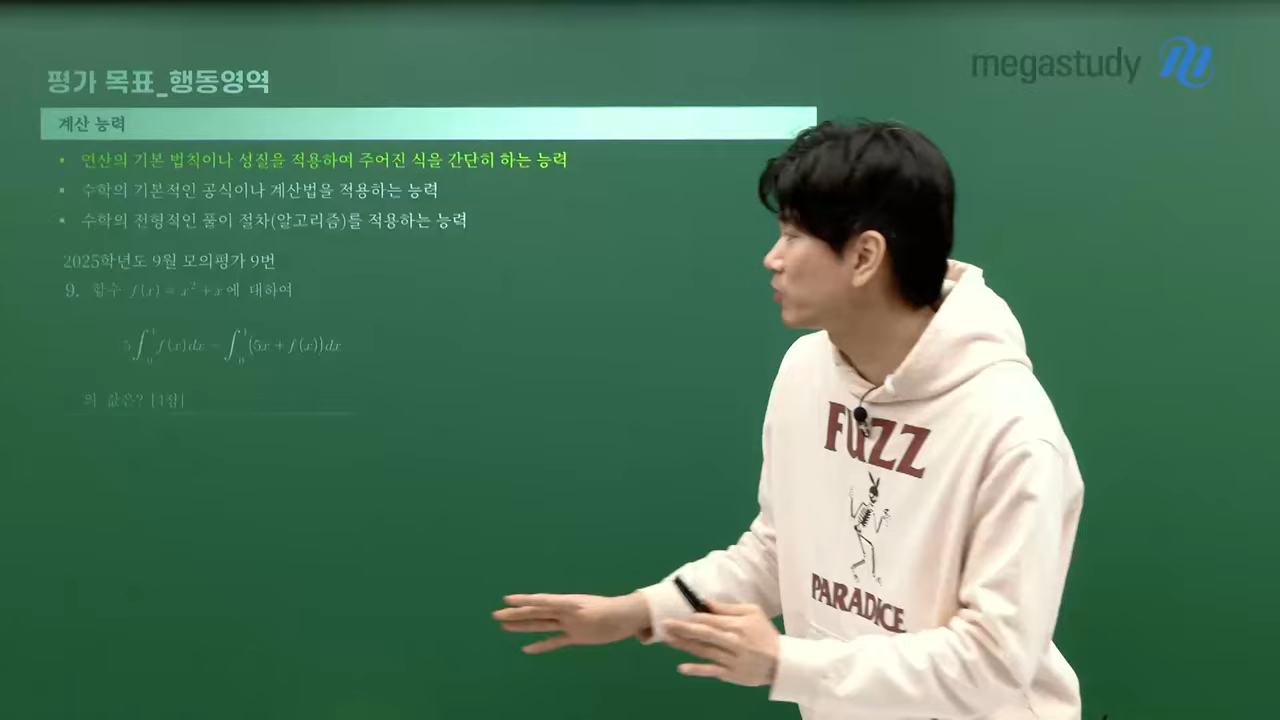 megastudy
평가 목표_행동영역
계산 능력
▪ 연산의 기본 법칙이나 성질을 적용하여 주어진 식을 간단히 하는 능력
▪ 수학의 기본적인 공식이나 계산법을 적용하는 능력
▪ 수학의 전형적인 풀이 절차(알고리즘)를 적용하는 능력
2025학년도 9월 모의평가 9번
9. 함수 f(x) = x² + x에 대하여
5∫₀¹ f(x)dx − ∫₀¹ (5x + f(x))dx
의 값은? [4점]
FUZZ
PARADICE